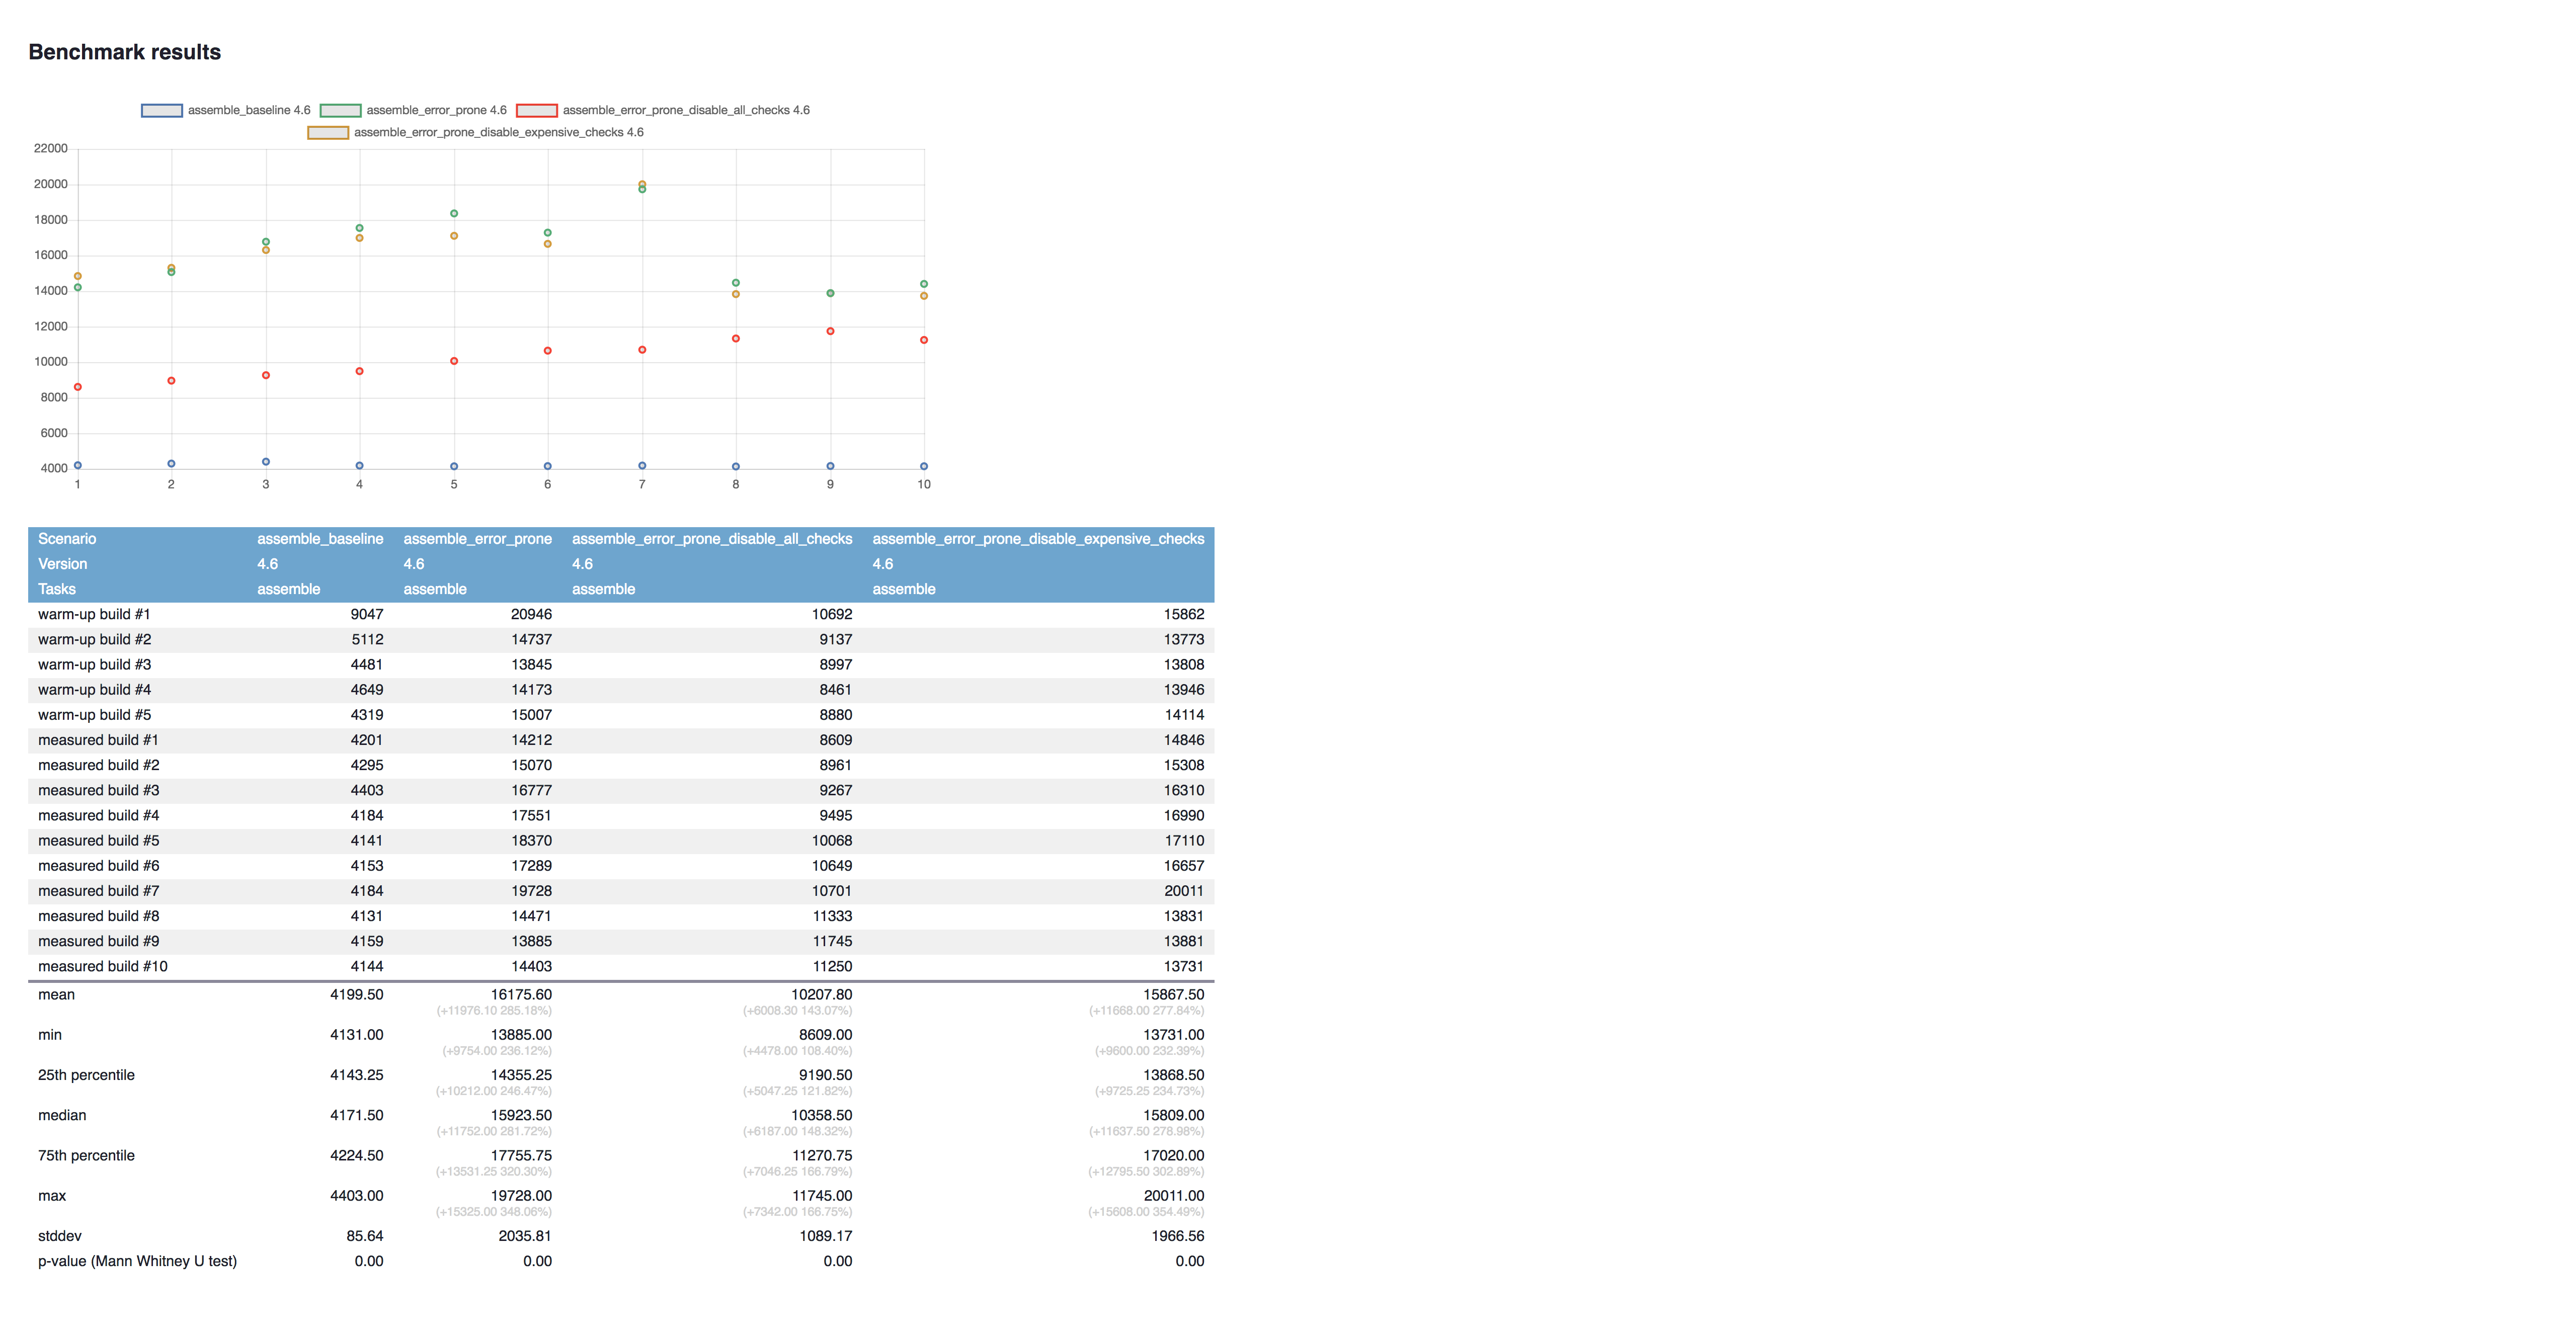 Benchmark results
assemble_baseline 4.6 assemble_error_prone 4.6 assemble_error_prone_disable_all_checks 4.6
assemble_error_prone_disable_expensive_checks 4.6
22000
20000
18000
16000
14000
12000
10000
8000
6000
4000
1 2 3 4 5 6 7 8 9 10
Scenario assemble_baseline assemble_error_prone assemble_error_prone_disable_all_checks assemble_error_prone_disable_expensive_checks
Version 4.6 4.6 4.6 4.6
Tasks assemble assemble assemble assemble
warm-up build #1 9047 20946 10692 15862
warm-up build #2 5112 14737 9137 13773
warm-up build #3 4481 13845 8997 13808
warm-up build #4 4649 14173 8461 13946
warm-up build #5 4319 15007 8880 14114
measured build #1 4201 14212 8609 14846
measured build #2 4295 15070 8961 15308
measured build #3 4403 16777 9267 16310
measured build #4 4184 17551 9495 16990
measured build #5 4141 18370 10068 17110
measured build #6 4153 17289 10649 16657
measured build #7 4184 19728 10701 20011
measured build #8 4131 14471 11333 13831
measured build #9 4159 13885 11745 13881
measured build #10 4144 14403 11250 13731
mean 4199.50 16175.60 10207.80 15867.50
(+11976.10 285.18%) (+6008.30 143.07%) (+11668.00 277.84%)
min 4131.00 13885.00 8609.00 13731.00
(+9754.00 236.12%) (+4478.00 108.40%) (+9600.00 232.39%)
25th percentile 4143.25 14355.25 9190.50 13868.50
(+10212.00 246.47%) (+5047.25 121.82%) (+9725.25 234.73%)
median 4171.50 15923.50 10358.50 15809.00
(+11752.00 281.72%) (+6187.00 148.32%) (+11637.50 278.98%)
75th percentile 4224.50 17755.75 11270.75 17020.00
(+13531.25 320.30%) (+7046.25 166.79%) (+12795.50 302.89%)
max 4403.00 19728.00 11745.00 20011.00
(+15325.00 348.06%) (+7342.00 166.75%) (+15608.00 354.49%)
stddev 85.64 2035.81 1089.17 1966.56
p-value (Mann Whitney U test) 0.00 0.00 0.00 0.00